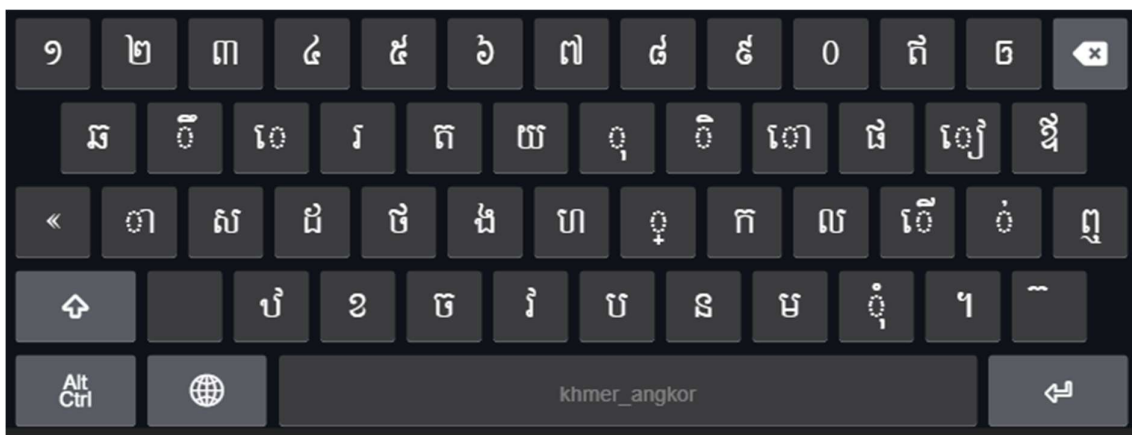 ១ ២ ៣ ៤ ៥ ៦ ៧ ៨ ៩ ០ ឥ ឲ
ឆ ឹ េ រ ត យ ុ ិ ោ ផ ៀ ឪ
« ា ស ដ ថ ង ហ ្ ក ល ើ ់ ឮ
ឋ ខ ច វ ប ន ម ុំ ។ ៊
Alt
Ctrl
khmer_angkor